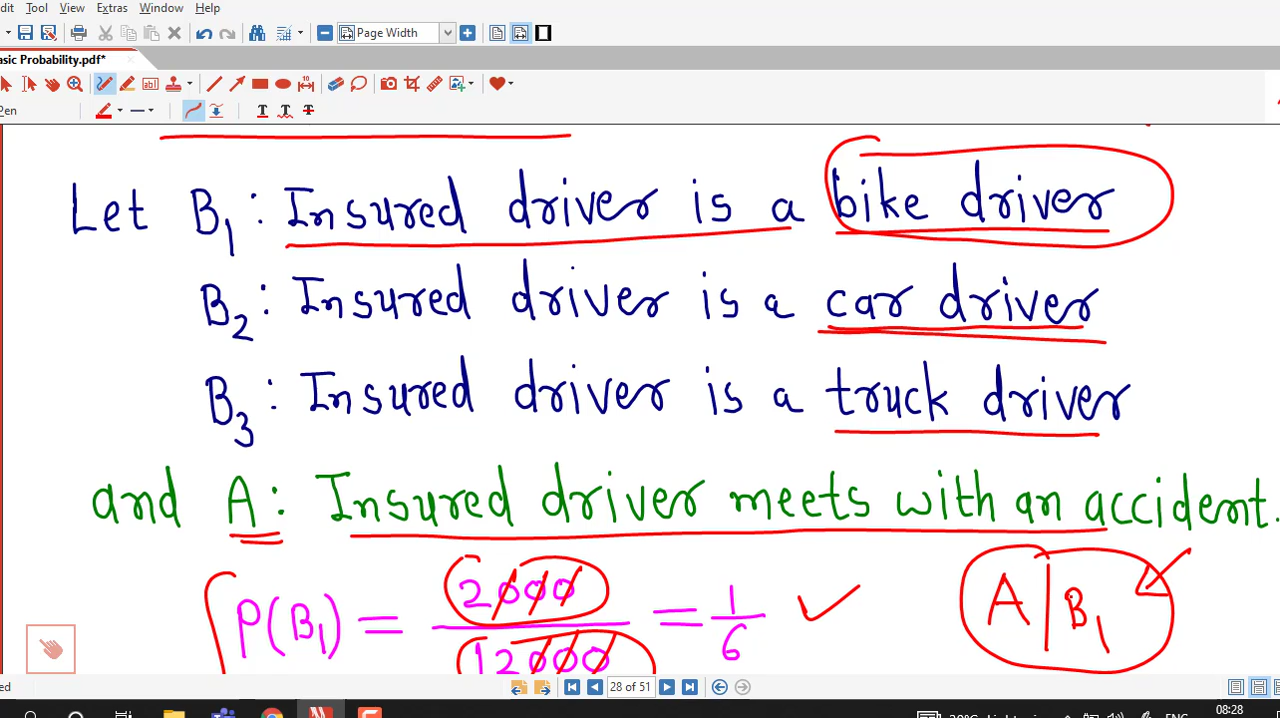 dit Tool View Extras Window Help
Page Width
asic Probability.pdf*
Pen
Let B₁ : Insured driver is a bike driver
B₂ : Insured driver is a car driver
B₃ : Insured driver is a truck driver
and A : Insured driver meets with an accident.
P(B₁) = 2000/12000 = 1/6 ✓ A | B₁
28 of 51
ENG
08:28